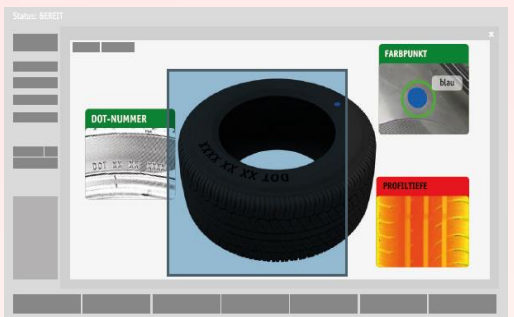 Status: BEREIT
x
FARBPUNKT
blau
DOT-NUMMER
DOT XX XX XXXX
DOT XX XX XXXX
PROFILTIEFE